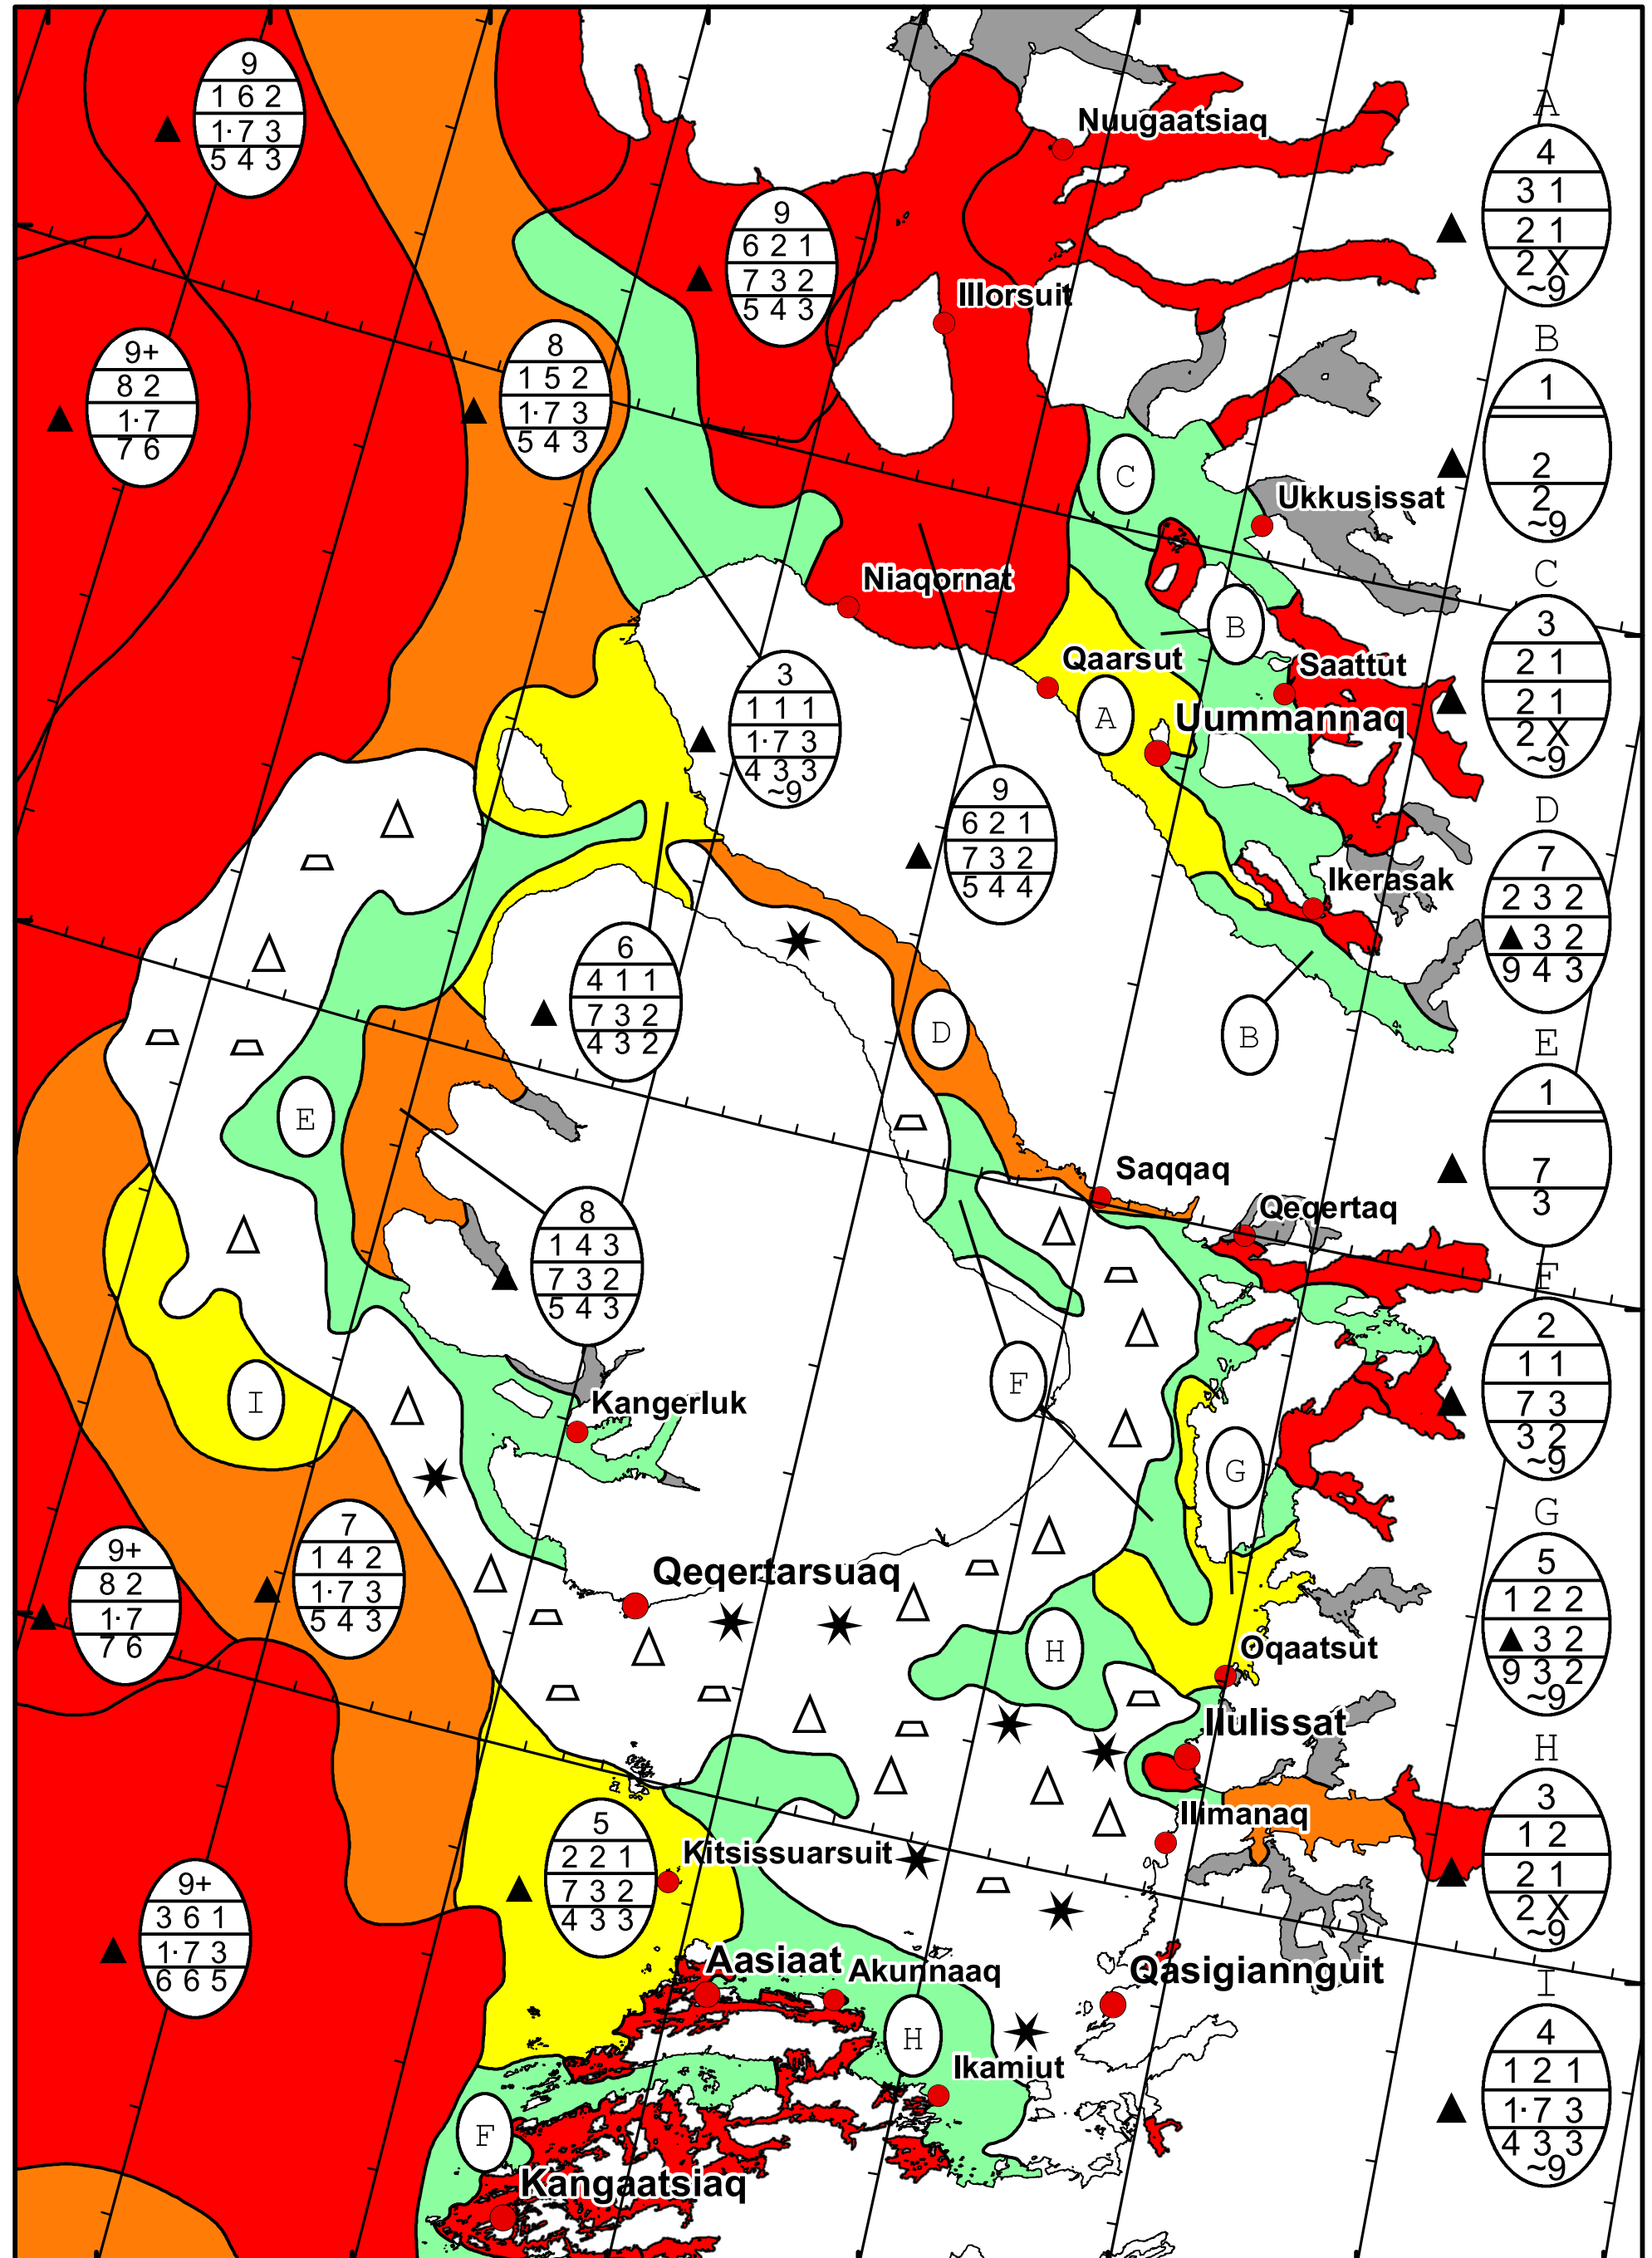 9
1 6 2
1· 7 3
5 4 3
Nuugaatsiaq
A
4
3 1
2 1
2 X
~9
9
6 2 1
7 3 2
5 4 3
Illorsuit
9+
8 2
1· 7
7 6
8
1 5 2
1· 7 3
5 4 3
B
1
2
2
~9
C
Ukkusissat
Niaqornat
C
3
2 1
2 1
2 X
~9
B
Qaarsut
Saattut
A
Uummannaq
3
1 1 1
1· 7 3
4 3 3
~9
9
6 2 1
7 3 2
5 4 4
D
7
2 3 2
3 2
9 4 3
Ikerasak
6
4 1 1
7 3 2
4 3 2
D
B
E
E
1
7
3
Saqqaq
Qeqertaq
8
1 4 3
7 3 2
5 4 3
F
2
1 1
7 3
3 2
~9
F
I
Kangerluk
G
G
5
1 2 2
3 2
9 3 2
~9
9+
8 2
1· 7
7 6
7
1 4 2
1· 7 3
5 4 3
Qeqertarsuaq
H
Oqaatsut
Ilulissat
H
3
1 2
2 1
2 X
~9
Ilimanaq
5
2 2 1
7 3 2
4 3 3
Kitsissuarsuit
9+
3 6 1
1· 7 3
6 6 5
Aasiaat
Akunnaaq
Qasigiannguit
I
4
1 2 1
1· 7 3
4 3 3
~9
H
Ikamiut
F
Kangaatsiaq